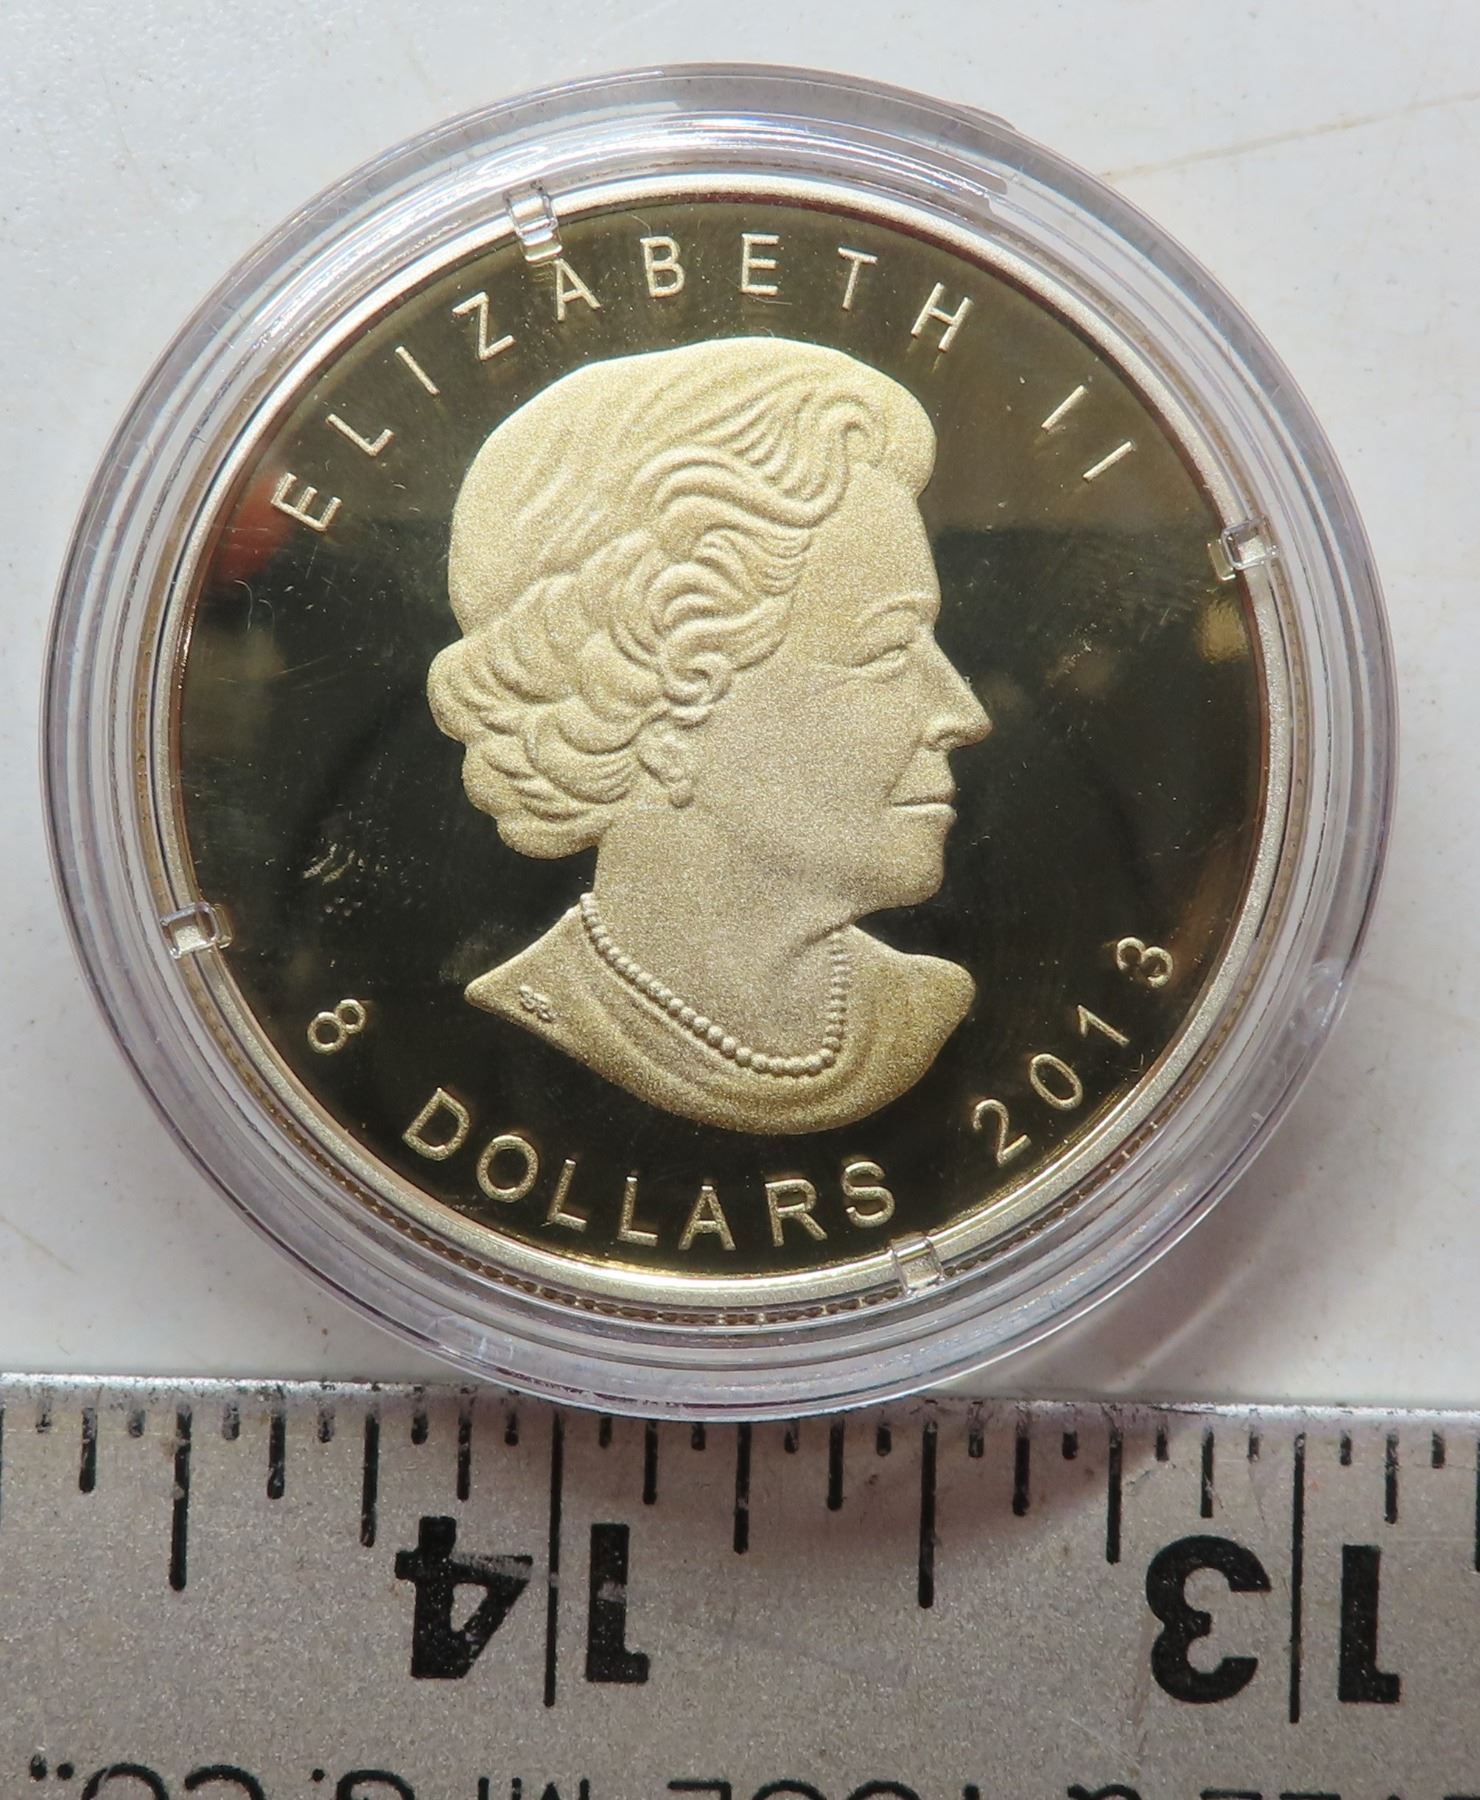 ELIZABETH II
8 DOLLARS 2013
14 13